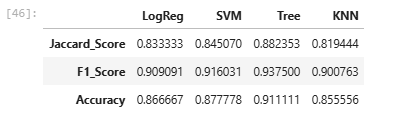 [46]:
LogReg SVM Tree KNN
Jaccard_Score 0.833333 0.845070 0.882353 0.819444
F1_Score 0.909091 0.916031 0.937500 0.900763
Accuracy 0.866667 0.877778 0.911111 0.855556